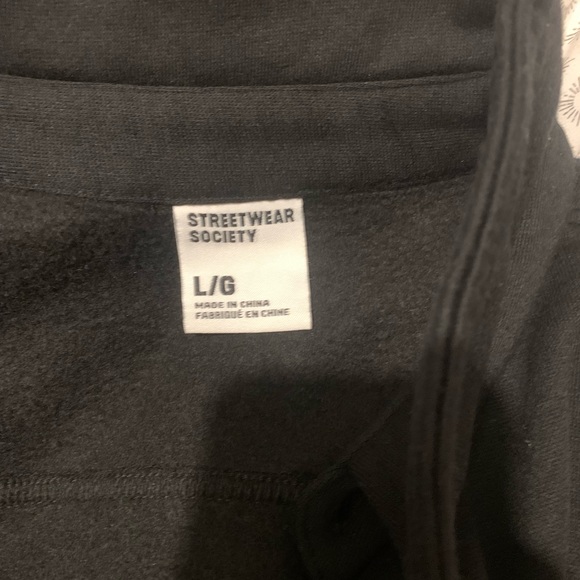 STREETWEAR
SOCIETY
L/G
MADE IN CHINA
FABRIQUÉ EN CHINE